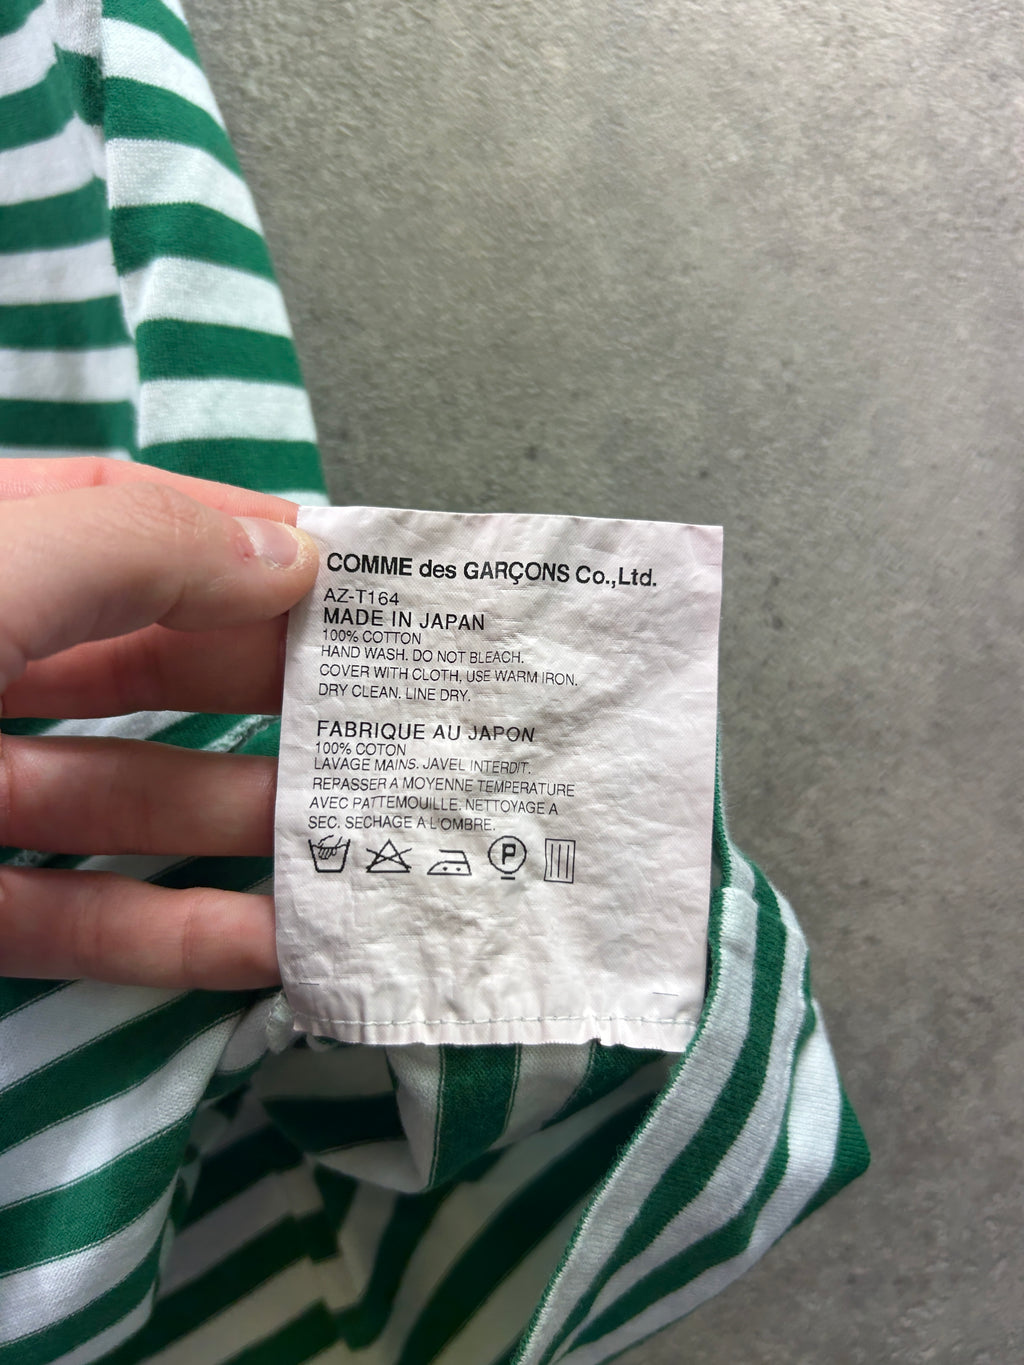 COMME des GARÇONS Co.,Ltd.
AZ-T164
MADE IN JAPAN
100% COTTON
HAND WASH. DO NOT BLEACH.
COVER WITH CLOTH, USE WARM IRON.
DRY CLEAN. LINE DRY.
FABRIQUE AU JAPON
100% COTON
LAVAGE MAINS. JAVEL INTERDIT.
REPASSER A MOYENNE TEMPERATURE
AVEC PATTEMOUILLE. NETTOYAGE A
SEC. SECHAGE A L'OMBRE.
P